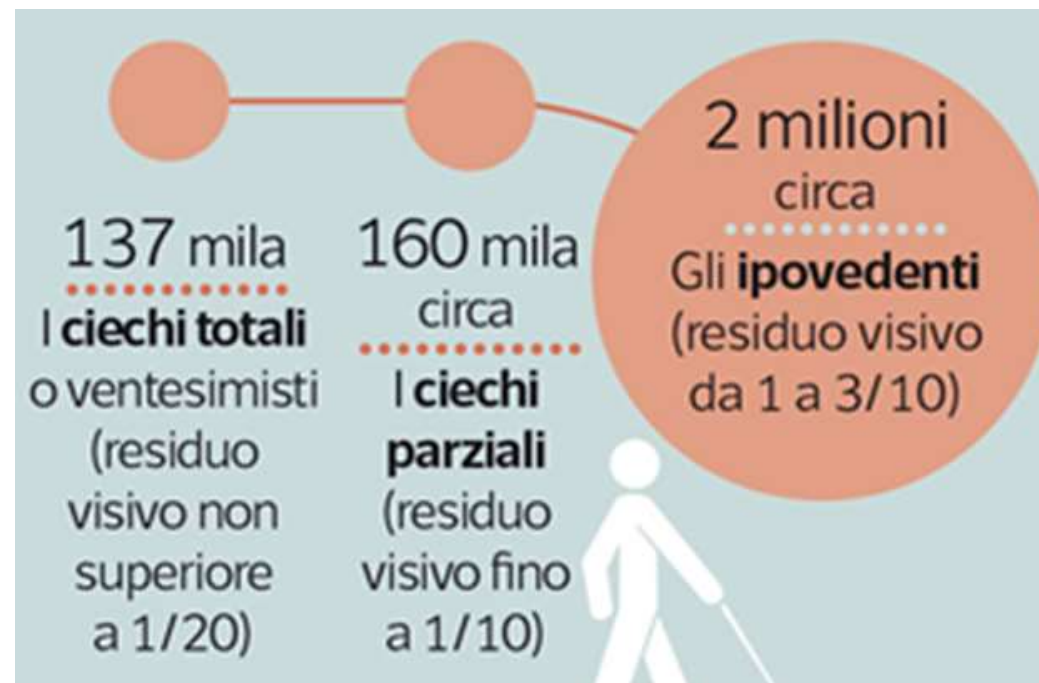 137 mila
I ciechi totali
o ventesimisti
(residuo
visivo non
superiore
a 1/20)
160 mila
circa
I ciechi
parziali
(residuo
visivo fino
a 1/10)
2 milioni
circa
Gli ipovedenti
(residuo visivo
da 1 a 3/10)